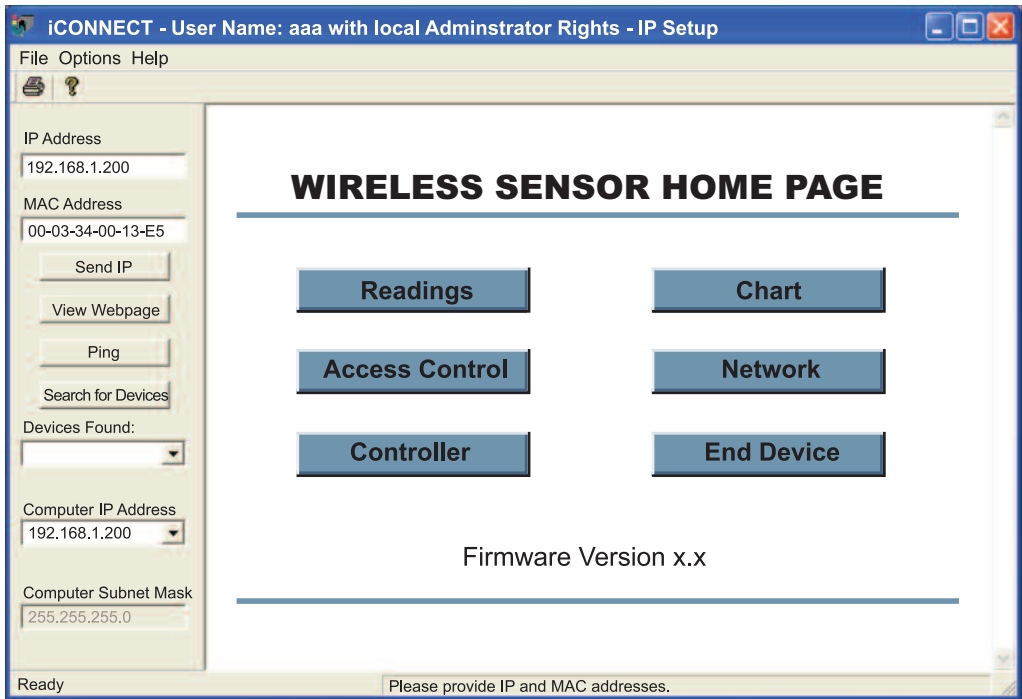 iCONNECT - User Name: aaa with local Adminstrator Rights - IP Setup
File Options Help
IP Address
192.168.1.200
MAC Address
00-03-34-00-13-E5
Send IP
View Webpage
Ping
Search for Devices
Devices Found:
Computer IP Address
192.168.1.200
Computer Subnet Mask
255.255.255.0
WIRELESS SENSOR HOME PAGE
Readings
Chart
Access Control
Network
Controller
End Device
Firmware Version x.x
Ready
Please provide IP and MAC addresses.